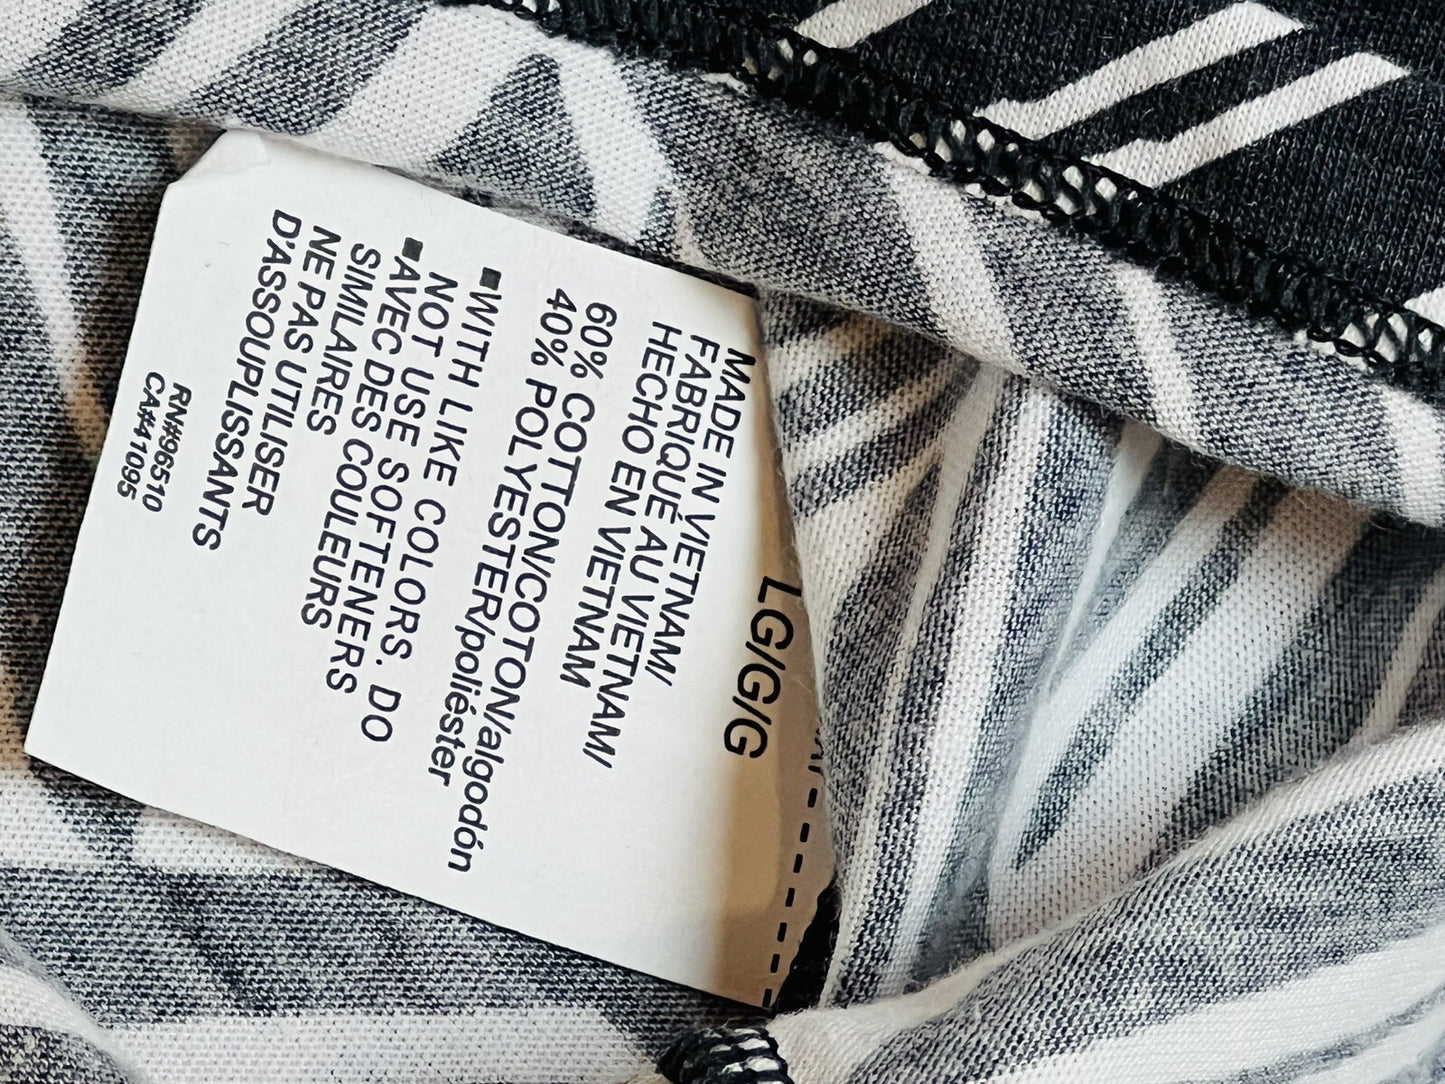 LG/G/G
MADE IN VIETNAM/
FABRIQUÉ AU VIETNAM/
HECHO EN VIETNAM
60% COTTON/COTON/algodón
40% POLYESTER/poliéster
■WITH LIKE COLORS. DO
NOT USE SOFTENERS
■AVEC DES COULEURS
SIMILAIRES
NE PAS UTILISER
D'ASSOUPLISSANTS
RN#96510
CA#41095